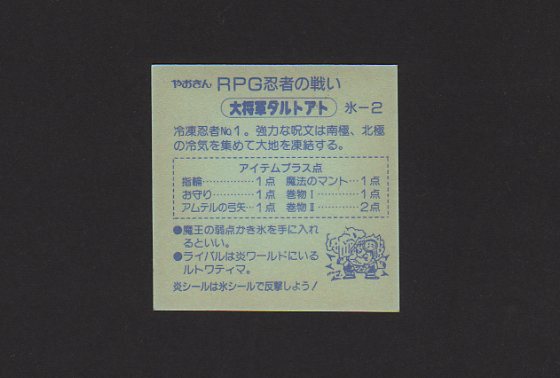 やおきん RPG忍者の戦い
大将軍タルトアト 氷−2
冷凍忍者№1。強力な呪文は南極、北極
の冷気を集めて大地を凍結する。
アイテムプラス点
指輪…………1点 魔法のマント…1点
お守り………1点 巻物Ⅰ…………1点
アムテルの弓矢…1点 巻物Ⅱ…………2点
●魔王の弱点かき氷を手に入れ
るといい。
●ライバルは炎ワールドにいる
ルトワティマ。
炎シールは氷シールで反撃しよう!